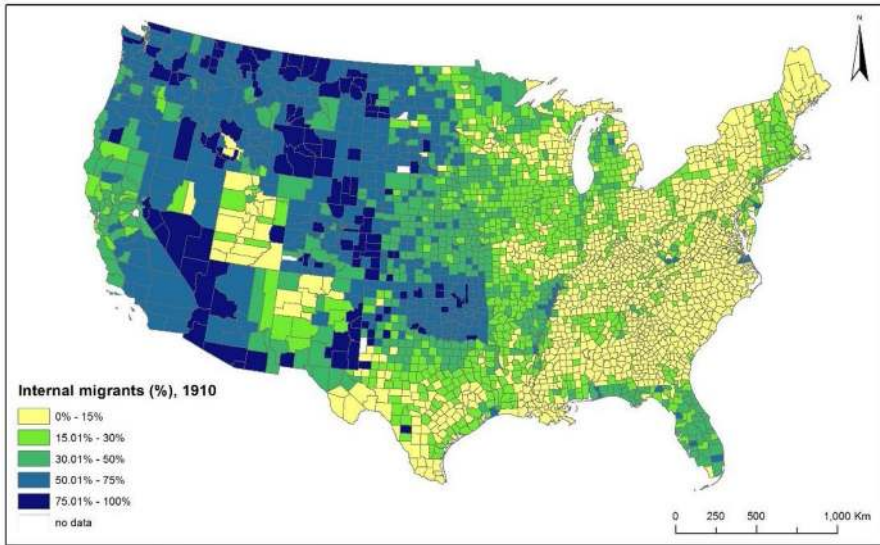 N
Internal migrants (%), 1910
0% - 15%
15.01% - 30%
30.01% - 50%
50.01% - 75%
75.01% - 100%
no data
0 250 500 1,000 Km